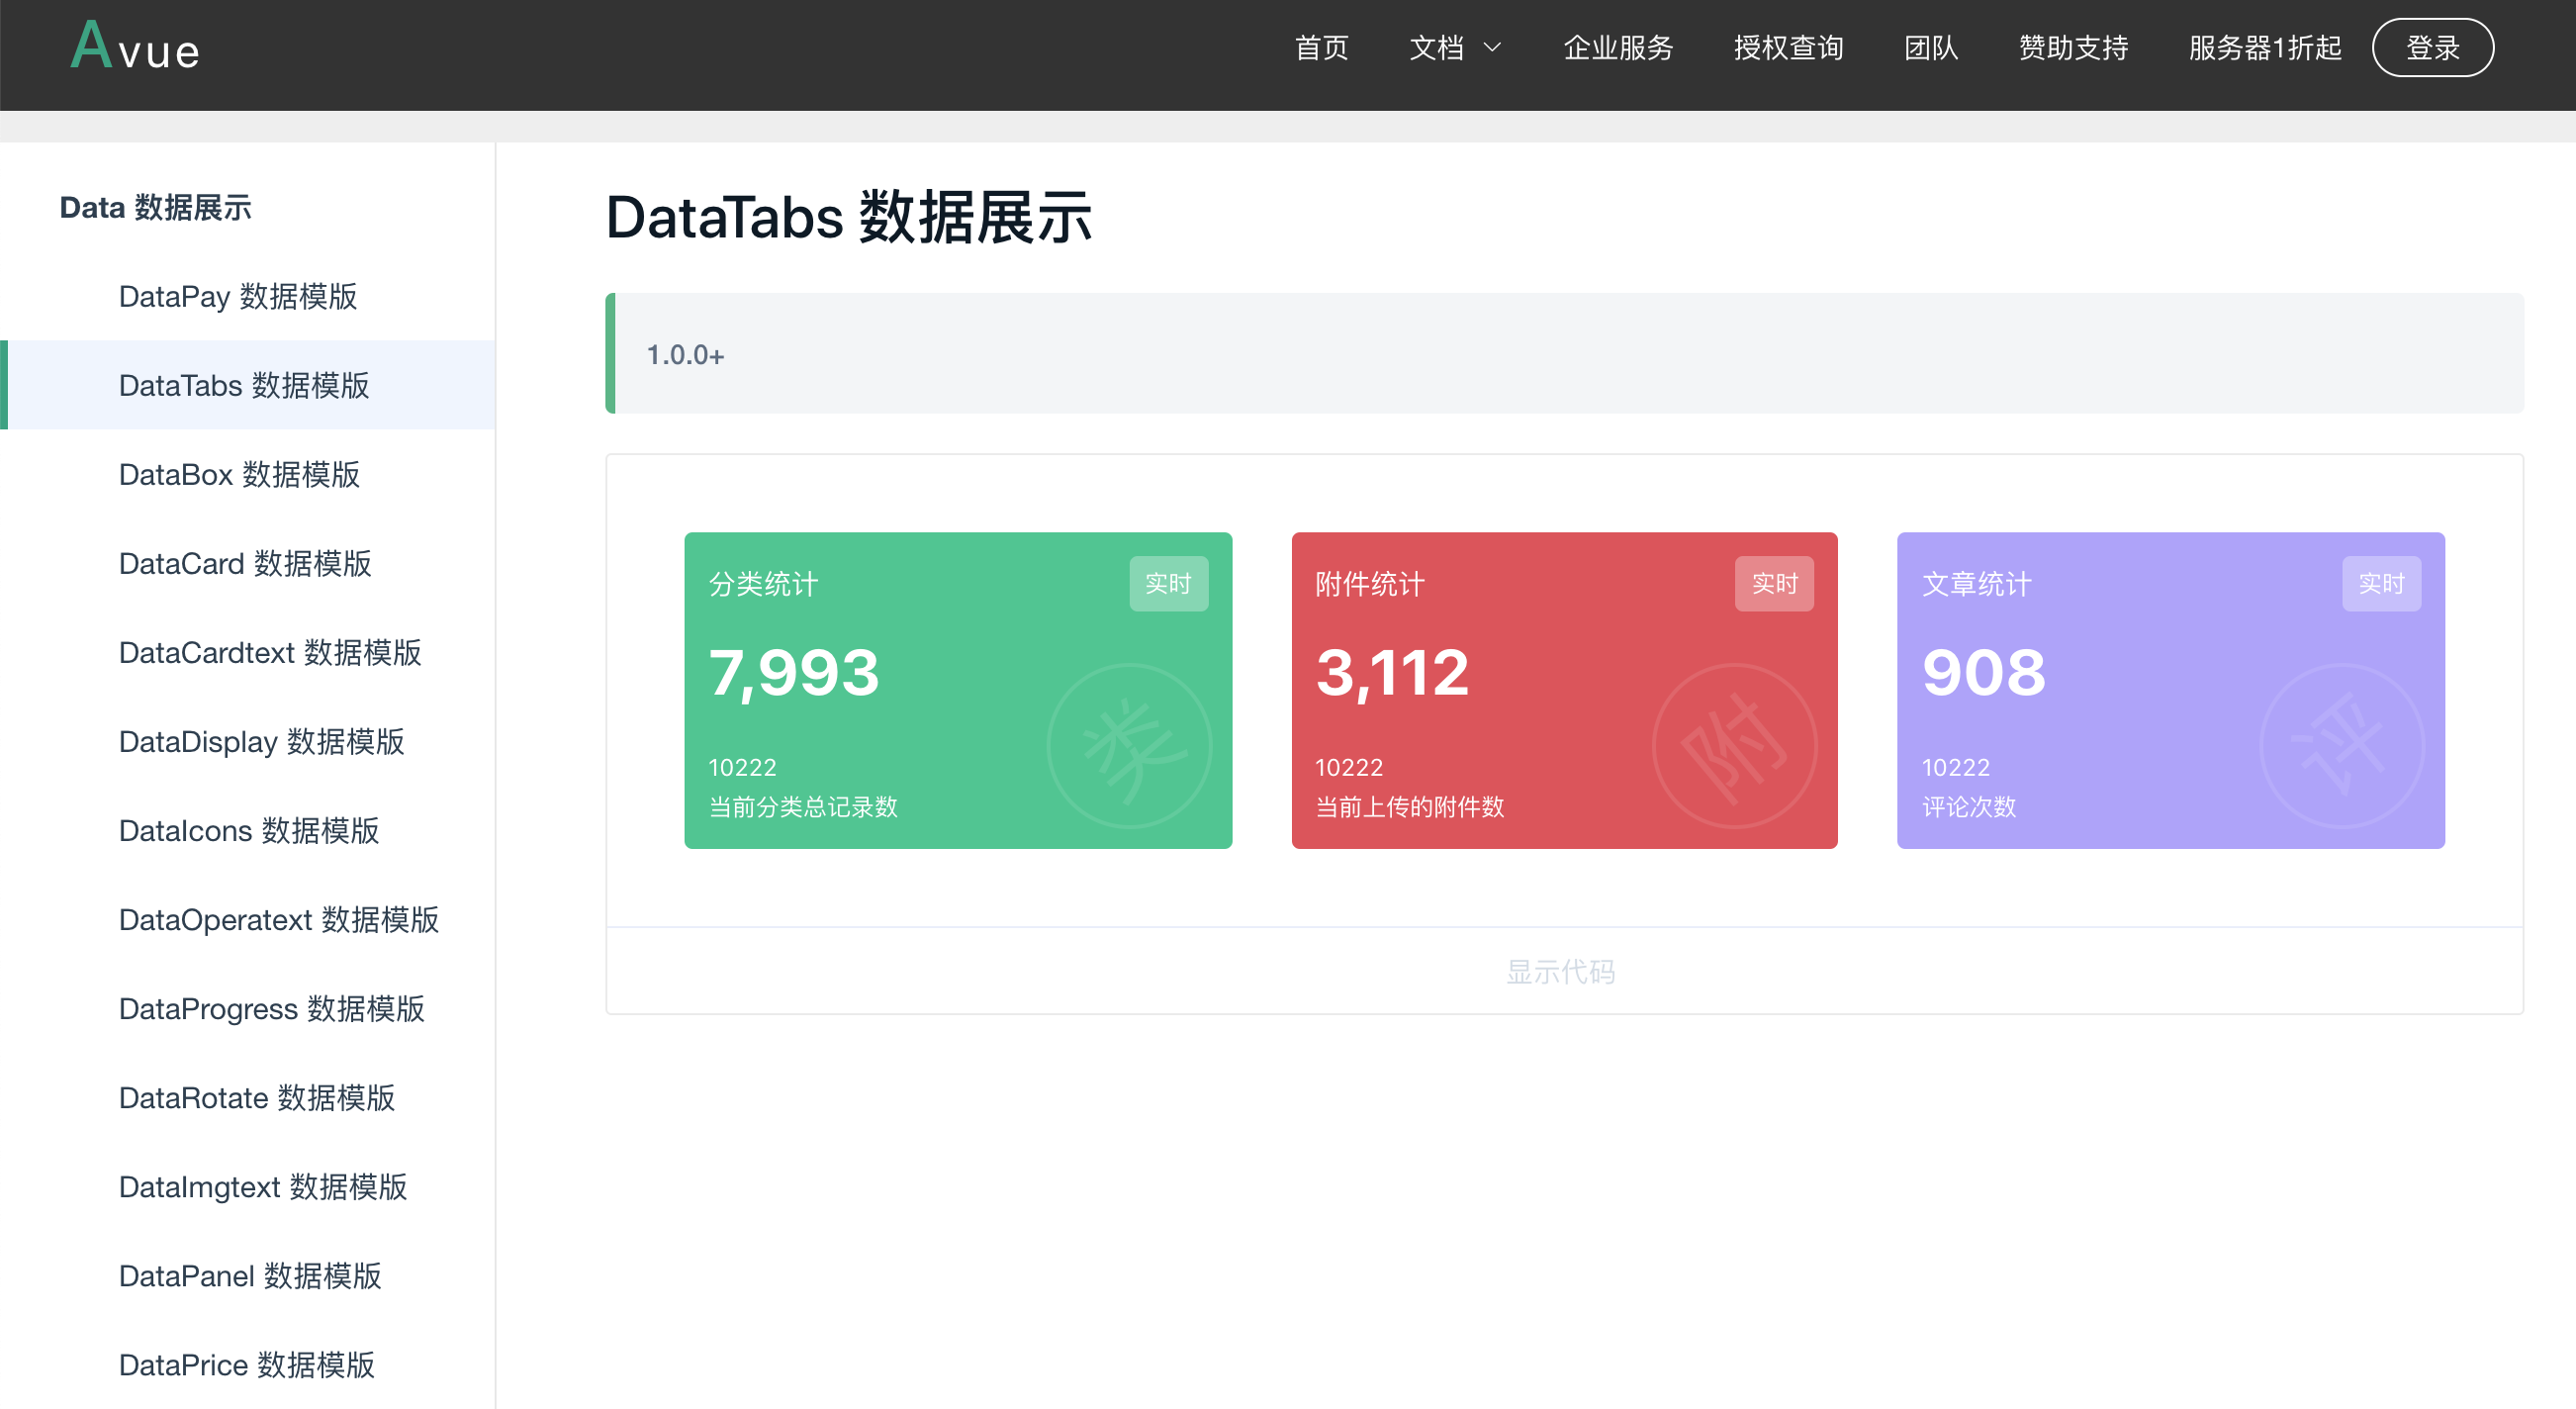 Avue
首页 文档 企业服务 授权查询 团队 赞助支持 服务器1折起 登录
Data 数据展示
DataPay 数据模版
DataTabs 数据模版
DataBox 数据模版
DataCard 数据模版
DataCardtext 数据模版
DataDisplay 数据模版
DataIcons 数据模版
DataOperatext 数据模版
DataProgress 数据模版
DataRotate 数据模版
DataImgtext 数据模版
DataPanel 数据模版
DataPrice 数据模版
DataTabs 数据展示
1.0.0+
分类统计 实时
7,993
类
10222
当前分类总记录数
附件统计 实时
3,112
附
10222
当前上传的附件数
文章统计 实时
908
评
10222
评论次数
显示代码